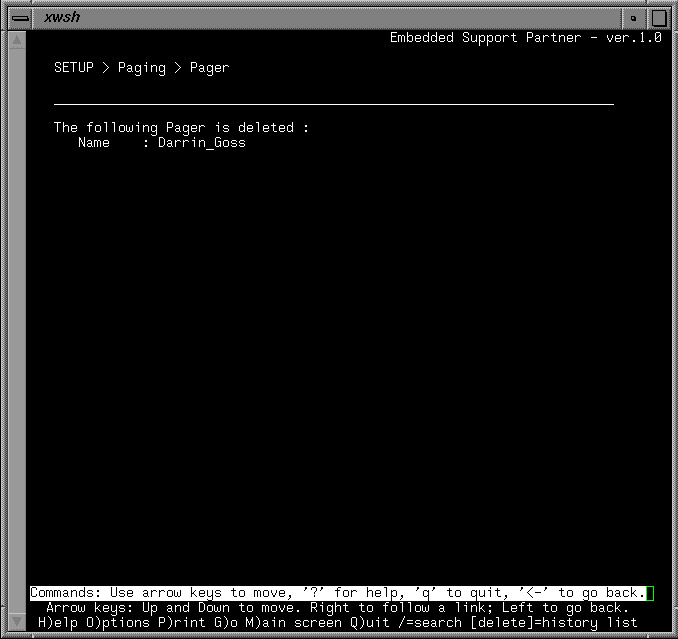 xwsh
Embedded Support Partner - ver.1.0
SETUP > Paging > Pager
The following Pager is deleted :
Name    : Darrin_Goss
Commands: Use arrow keys to move, '?' for help, 'q' to quit, '<-' to go back.
Arrow keys: Up and Down to move. Right to follow a link; Left to go back.
H)elp O)ptions P)rint G)o M)ain screen Q)uit /=search [delete]=history list